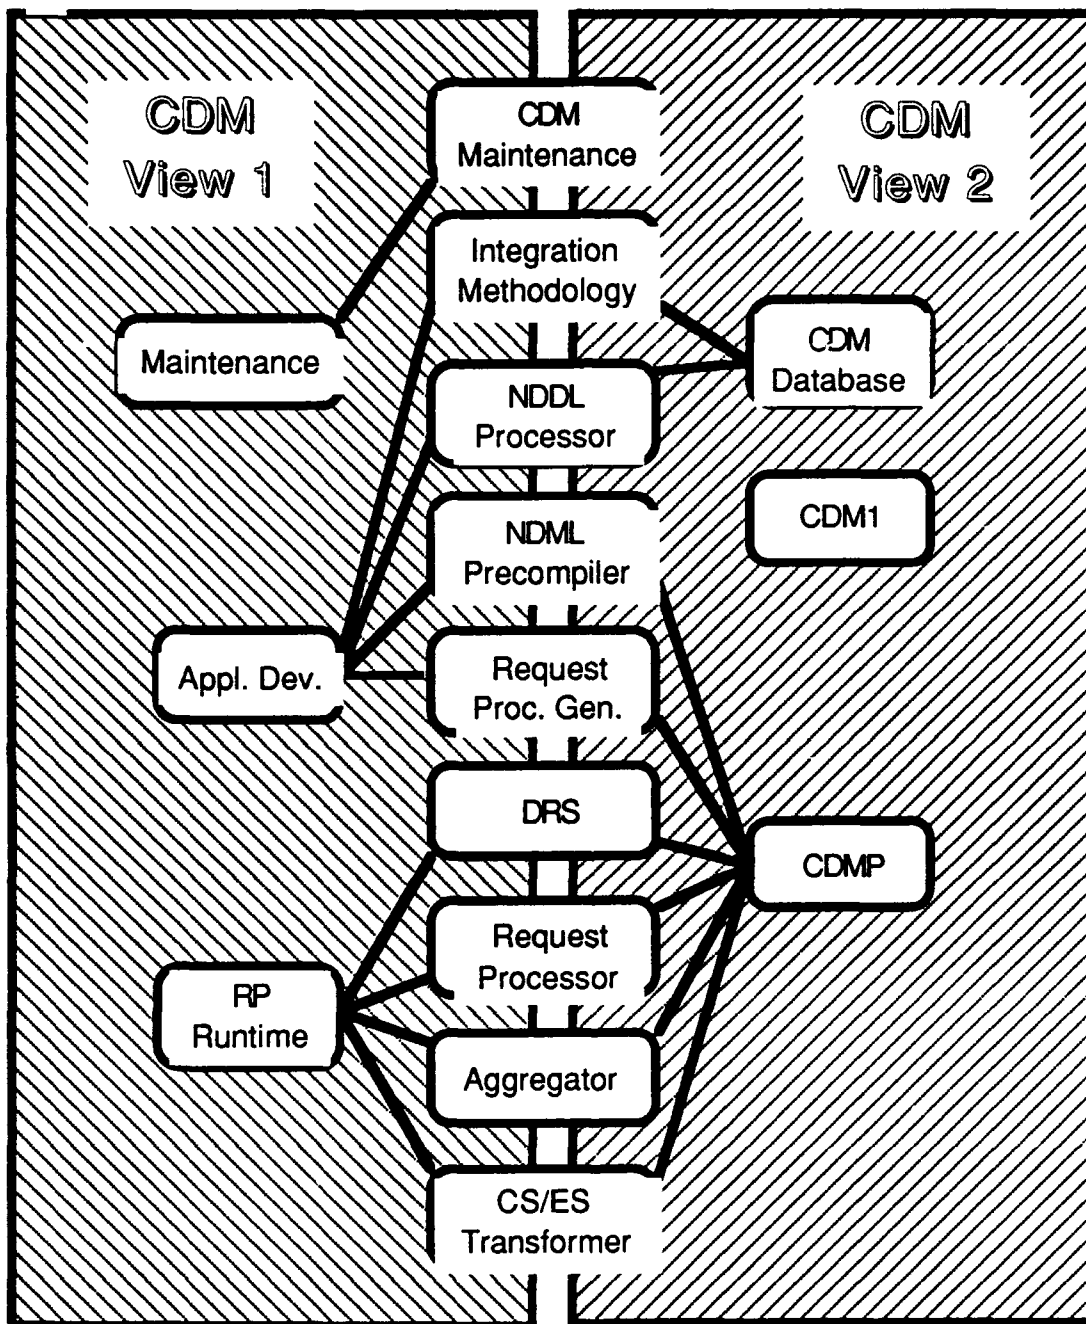 CDM
View 1
CDM
View 2
CDM
Maintenance
Integration
Methodology
Maintenance
CDM
Database
NDDL
Processor
CDM1
NDML
Precompiler
Appl. Dev.
Request
Proc. Gen.
DRS
CDMP
Request
Processor
RP
Runtime
Aggregator
CS/ES
Transformer